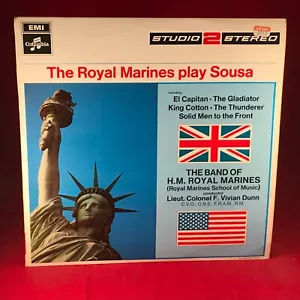 EMI
Columbia
STUDIO 2 STEREO
The Royal Marines play Sousa
including
El Capitan - The Gladiator
King Cotton - The Thunderer
Solid Men to the Front
THE BAND OF
H.M. ROYAL MARINES
(Royal Marines School of Music)
conductor
Lieut. Colonel F. Vivian Dunn
C.V.O., O.B.E., F.R.A.M., R.M.